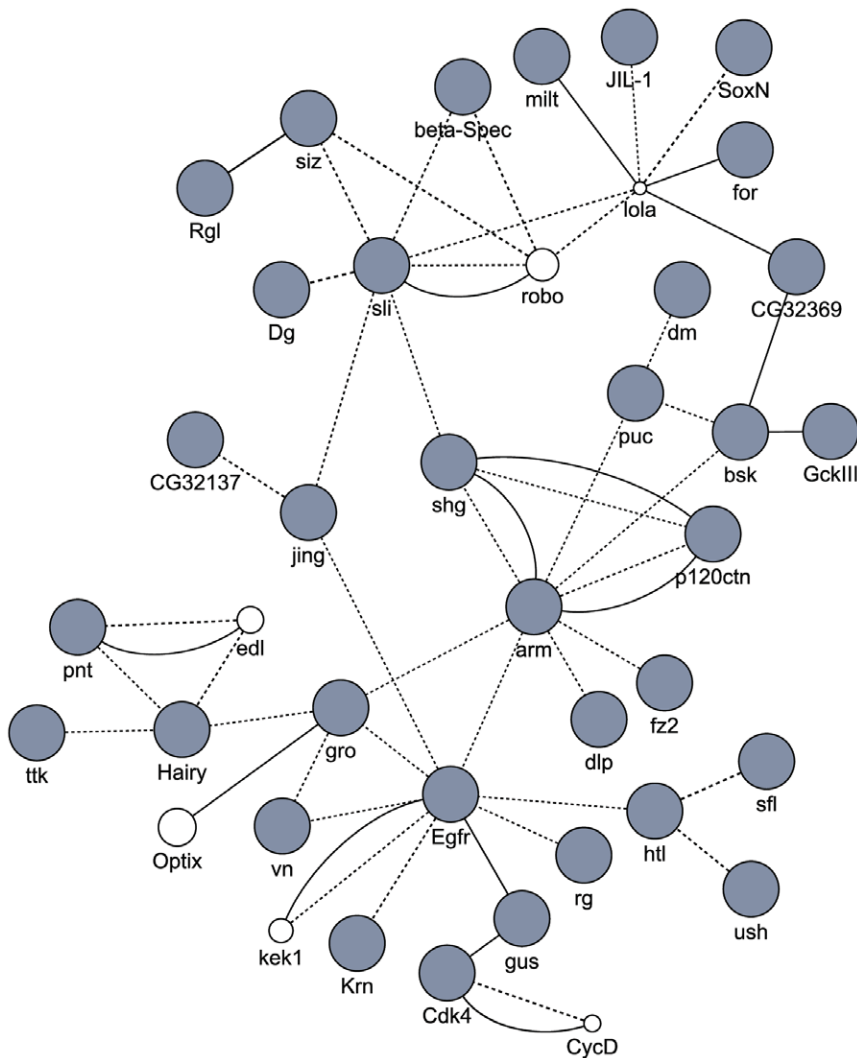 milt
JIL-1
SoxN
beta-Spec
siz
for
Rgl
lola
sli
robo
CG32369
Dg
dm
puc
bsk
GckIII
CG32137
shg
jing
p120ctn
edl
arm
pnt
fz2
ttk
Hairy
gro
dlp
sfl
Egfr
htl
Optix
vn
rg
ush
kek1
Krn
gus
Cdk4
CycD